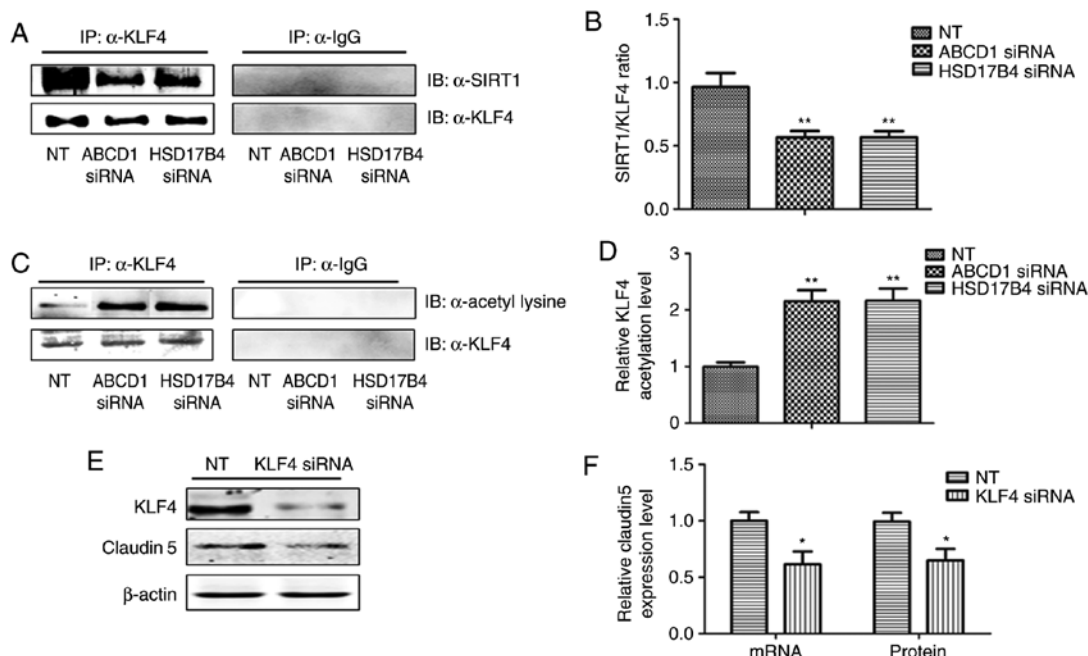 A
IP: α-KLF4
IP: α-IgG
IB: α-SIRT1
IB: α-KLF4
NT ABCD1 siRNA HSD17B4 siRNA
NT ABCD1 siRNA HSD17B4 siRNA
B
SIRT1/KLF4 ratio
1.5
1.0
0.5
0.0
**
**
NT
ABCD1 siRNA
HSD17B4 siRNA
C
IP: α-KLF4
IP: α-IgG
IB: α-acetyl lysine
IB: α-KLF4
NT ABCD1 siRNA HSD17B4 siRNA
NT ABCD1 siRNA HSD17B4 siRNA
D
Relative KLF4
acetylation level
3
2
1
0
**
**
NT
ABCD1 siRNA
HSD17B4 siRNA
E
NT KLF4 siRNA
KLF4
Claudin 5
β-actin
F
Relative claudin5
expression level
1.5
1.0
0.5
0.0
*
*
NT
KLF4 siRNA
mRNA Protein